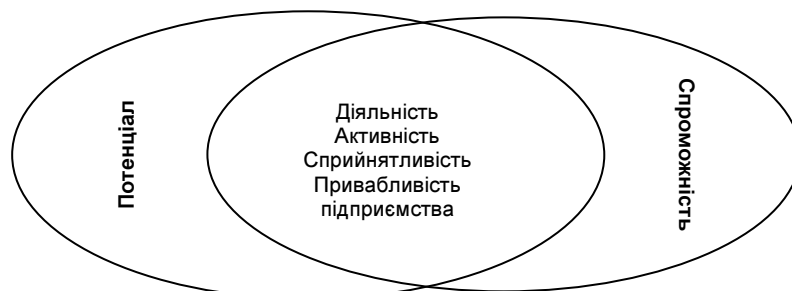 Потенціал
Діяльність
Активність
Сприйнятливість
Привабливість
підприємства
Спроможність